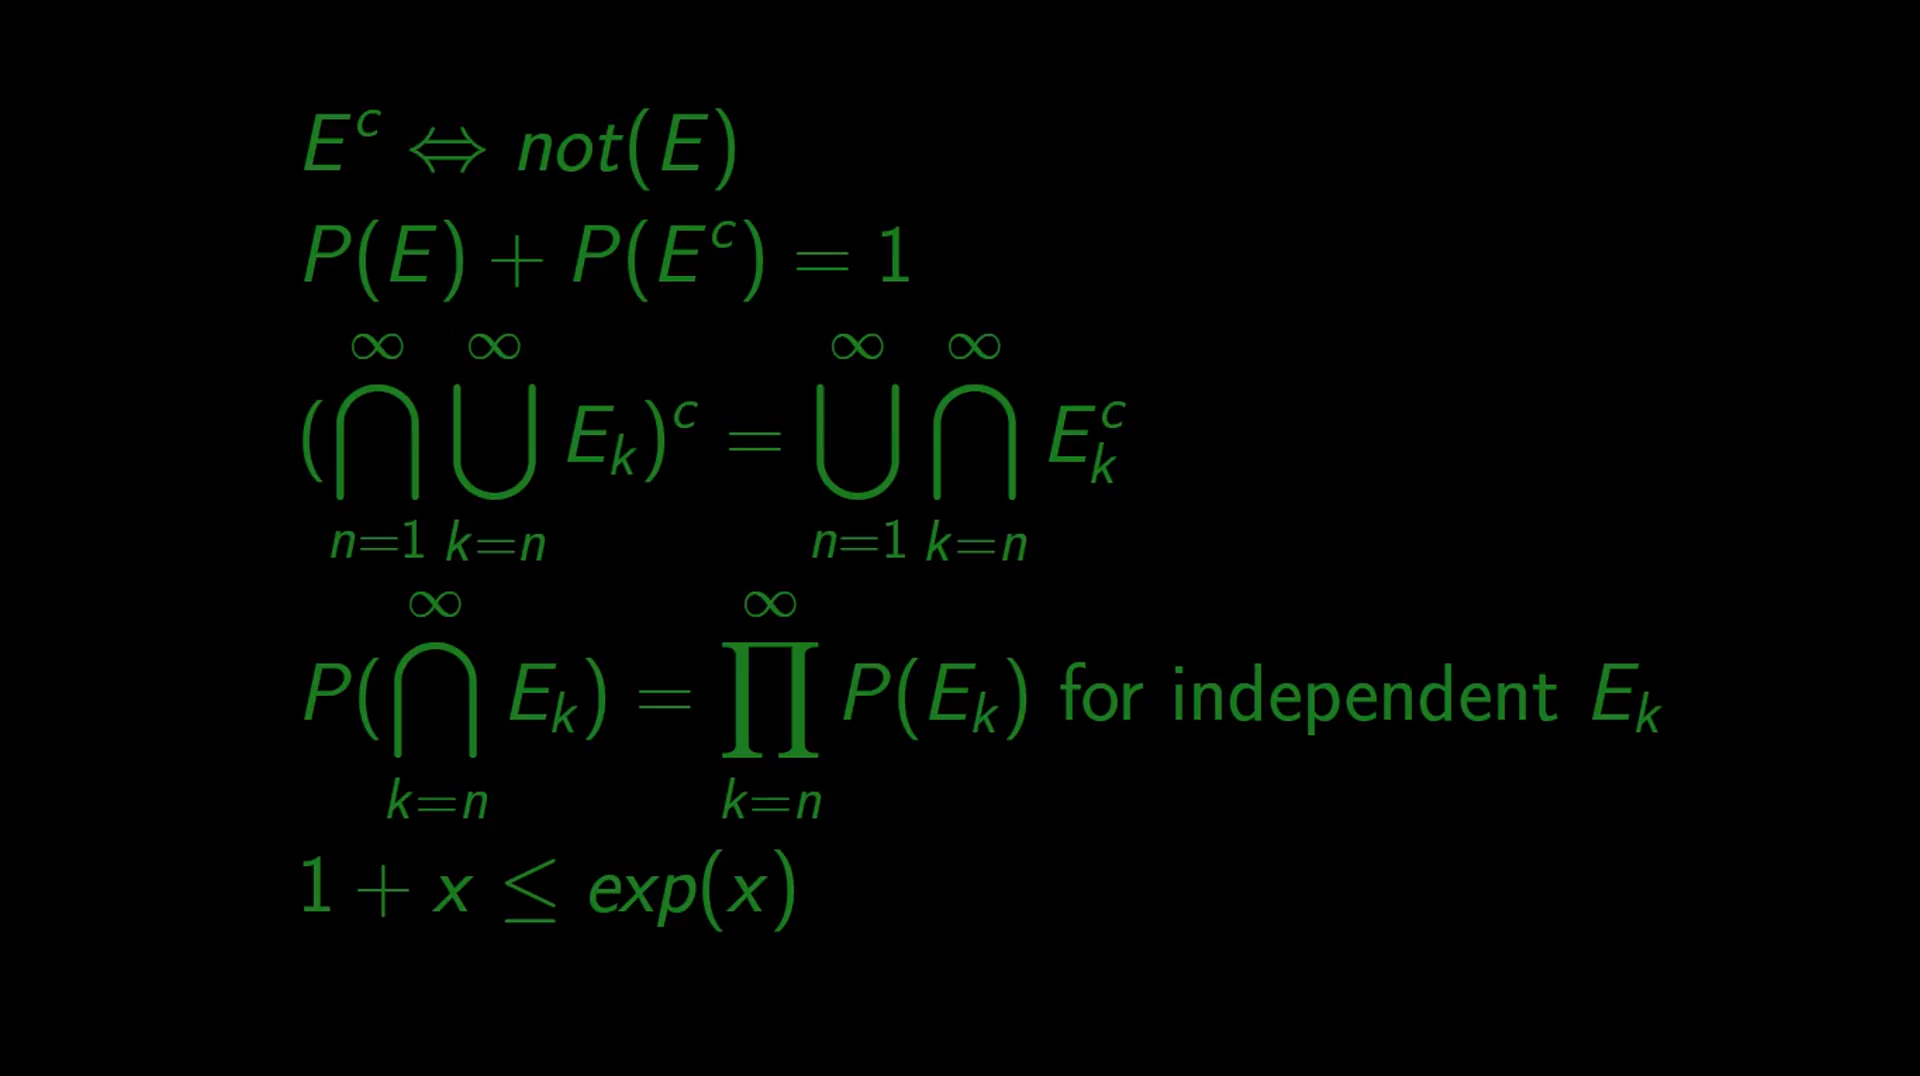 E^c ⇔ not(E)
P(E) + P(E^c) = 1
(⋂_{n=1}^{∞} ⋃_{k=n}^{∞} E_k)^c = ⋃_{n=1}^{∞} ⋂_{k=n}^{∞} E_k^c
P(⋂_{k=n}^{∞} E_k) = ∏_{k=n}^{∞} P(E_k) for independent E_k
1 + x ≤ exp(x)